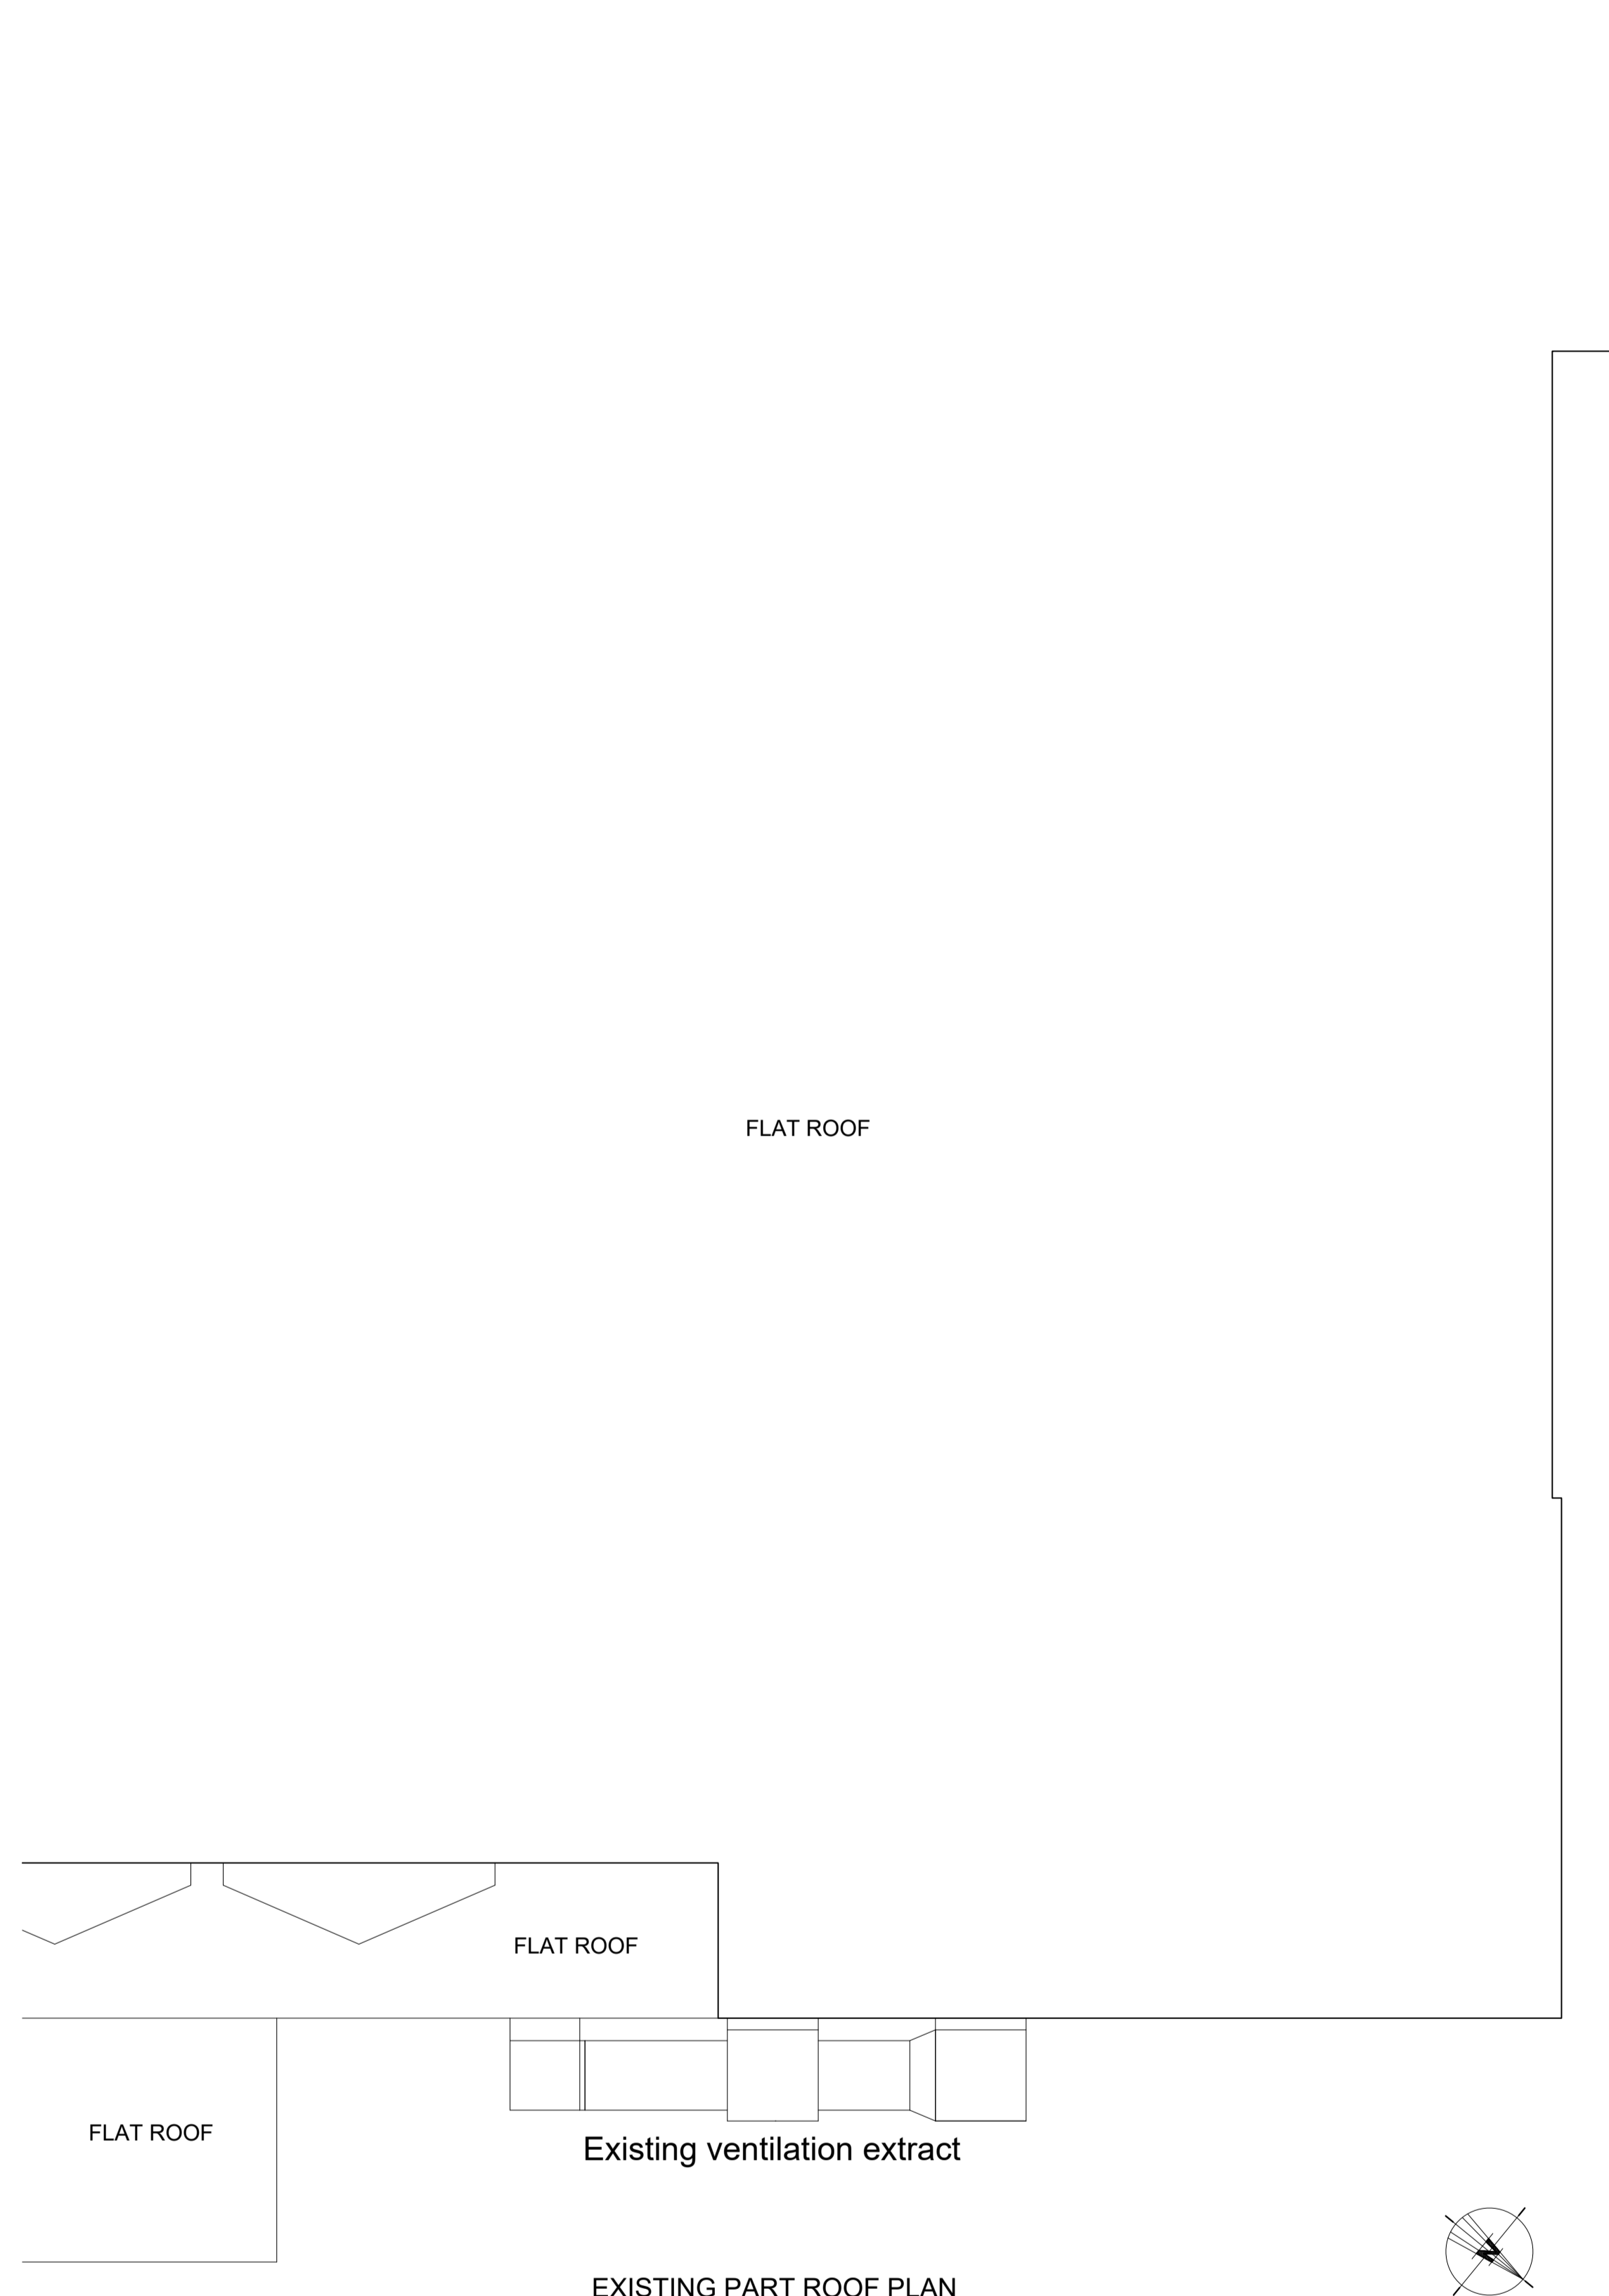 FLAT ROOF
FLAT ROOF
FLAT ROOF
Existing ventilation extract
N
EXISTING PART ROOF PLAN